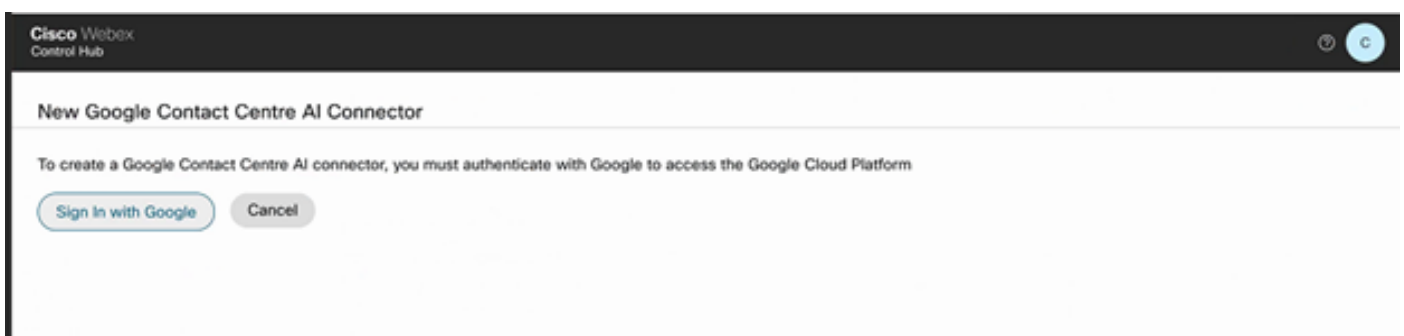 Cisco Webex
Control Hub
C
New Google Contact Centre AI Connector
To create a Google Contact Centre AI connector, you must authenticate with Google to access the Google Cloud Platform
Sign In with Google
Cancel